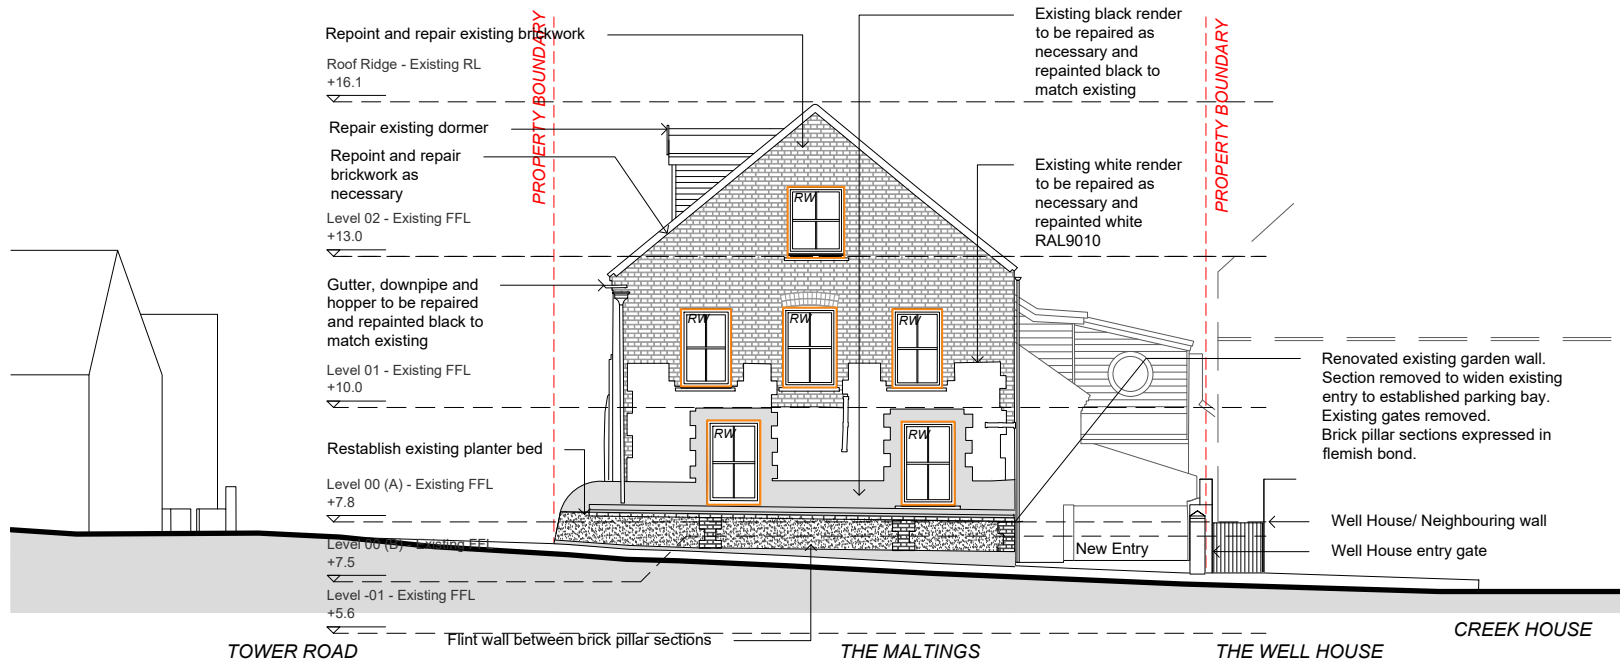 Repoint and repair existing brickwork
Roof Ridge - Existing RL
+16.1
Repair existing dormer
Repoint and repair
brickwork as
necessary
Level 02 - Existing FFL
+13.0
Gutter, downpipe and
hopper to be repaired
and repainted black to
match existing
Level 01 - Existing FFL
+10.0
Restablish existing planter bed
Level 00 (A) - Existing FFL
+7.8
Level 00 (B) - Existing FFL
+7.5
Level -01 - Existing FFL
+5.6
Flint wall between brick pillar sections
PROPERTY BOUNDARY
RW
RW
RW
RW
RW
RW
Existing black render
to be repaired as
necessary and
repainted black to
match existing
Existing white render
to be repaired as
necessary and
repainted white
RAL9010
PROPERTY BOUNDARY
Renovated existing garden wall.
Section removed to widen existing
entry to established parking bay.
Existing gates removed.
Brick pillar sections expressed in
flemish bond.
Well House/ Neighbouring wall
Well House entry gate
New Entry
TOWER ROAD
THE MALTINGS
THE WELL HOUSE
CREEK HOUSE